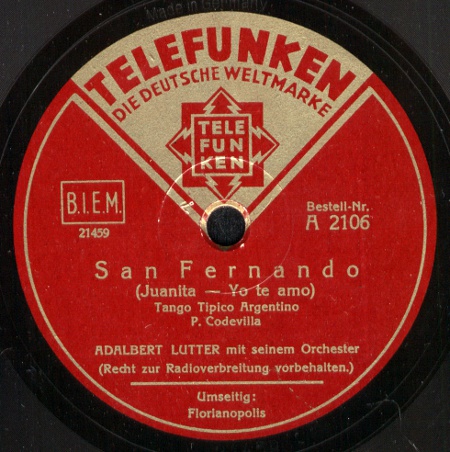 Made in Germany
TELEFUNKEN
DIE DEUTSCHE WELTMARKE
TELE
FUN
KEN
B.I.E.M.
21459
Bestell-Nr.
A 2106
San Fernando
(Juanita — Yo te amo)
Tango Tipico Argentino
P. Codevilla
ADALBERT LUTTER mit seinem Orchester
(Recht zur Radioverbreitung vorbehalten.)
Umseitig:
Florianopolis